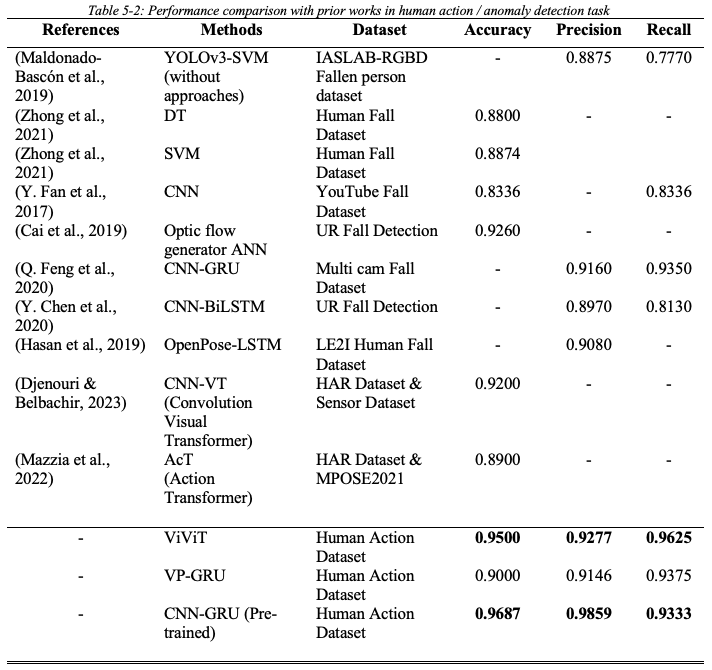 Table 5-2: Performance comparison with prior works in human action / anomaly detection task
References Methods Dataset Accuracy Precision Recall
(Maldonado- YOLOv3-SVM IASLAB-RGBD - 0.8875 0.7770
Bascón et al., (without Fallen person
2019) approaches) dataset
(Zhong et al., DT Human Fall 0.8800 - -
2021) Dataset
(Zhong et al., SVM Human Fall 0.8874
2021) Dataset
(Y. Fan et al., CNN YouTube Fall 0.8336 - 0.8336
2017) Dataset
(Cai et al., 2019) Optic flow UR Fall Detection 0.9260 - -
generator ANN
(Q. Feng et al., CNN-GRU Multi cam Fall - 0.9160 0.9350
2020) Dataset
(Y. Chen et al., CNN-BiLSTM UR Fall Detection - 0.8970 0.8130
2020)
(Hasan et al., 2019) OpenPose-LSTM LE2I Human Fall - 0.9080 -
Dataset
(Djenouri & CNN-VT HAR Dataset & 0.9200 - -
Belbachir, 2023) (Convolution Sensor Dataset
Visual
Transformer)
(Mazzia et al., AcT HAR Dataset & 0.8900 - -
2022) (Action MPOSE2021
Transformer)
- ViViT Human Action 0.9500 0.9277 0.9625
Dataset
- VP-GRU Human Action 0.9000 0.9146 0.9375
Dataset
- CNN-GRU (Pre- Human Action 0.9687 0.9859 0.9333
trained) Dataset